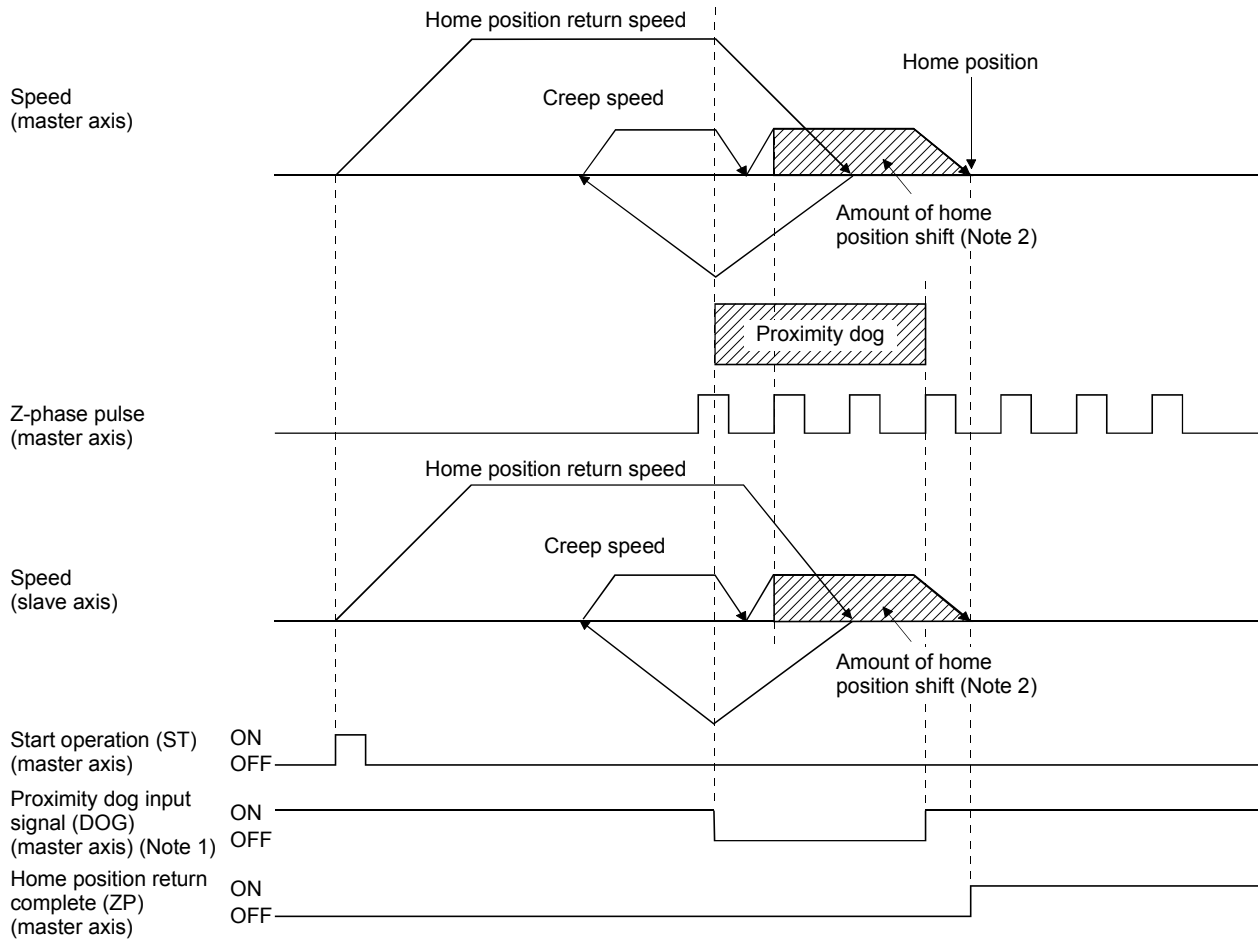 Home position return speed
Home position
Speed
(master axis)
Creep speed
Amount of home
position shift (Note 2)
Proximity dog
Z-phase pulse
(master axis)
Home position return speed
Creep speed
Speed
(slave axis)
Amount of home
position shift (Note 2)
Start operation (ST)
(master axis)
ON
OFF
Proximity dog input
signal (DOG)
(master axis) (Note 1)
ON
OFF
Home position return
complete (ZP)
(master axis)
ON
OFF